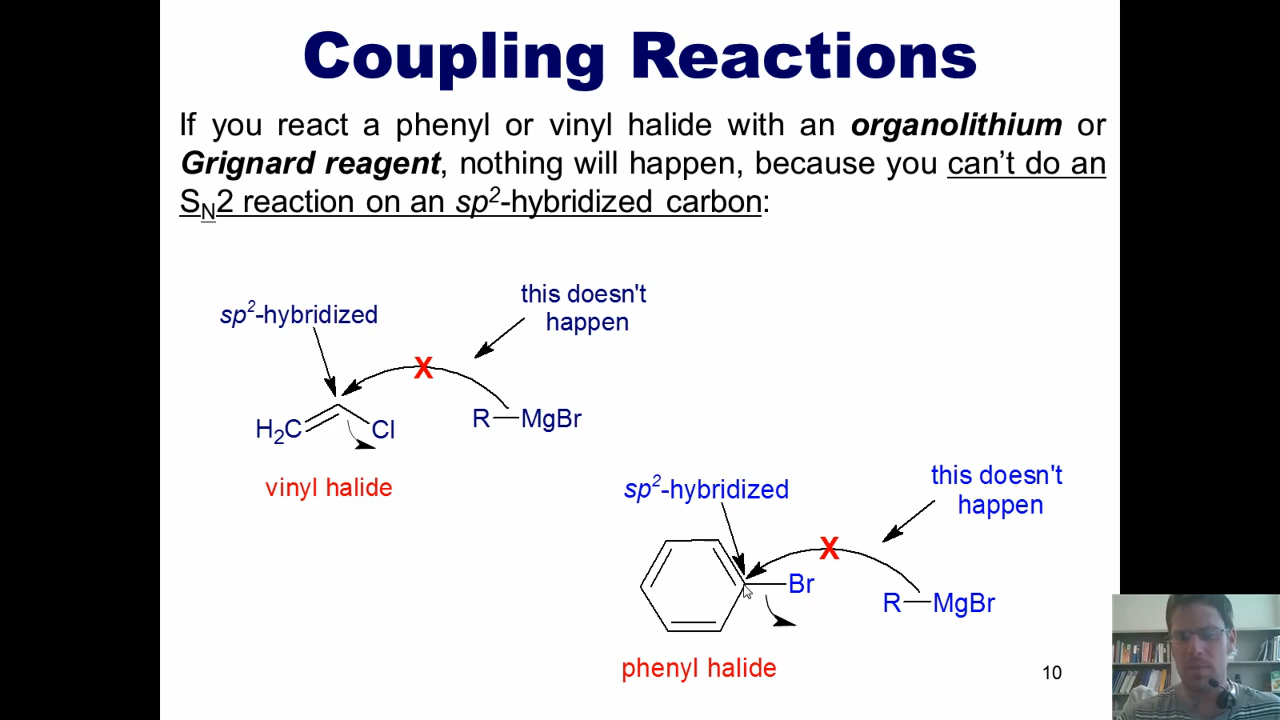 Coupling Reactions
If you react a phenyl or vinyl halide with an organolithium or
Grignard reagent, nothing will happen, because you can't do an
SN2 reaction on an sp²-hybridized carbon:
this doesn't
happen
sp²-hybridized
X
R—MgBr
H₂C
Cl
vinyl halide
this doesn't
happen
sp²-hybridized
X
Br
R—MgBr
phenyl halide
10